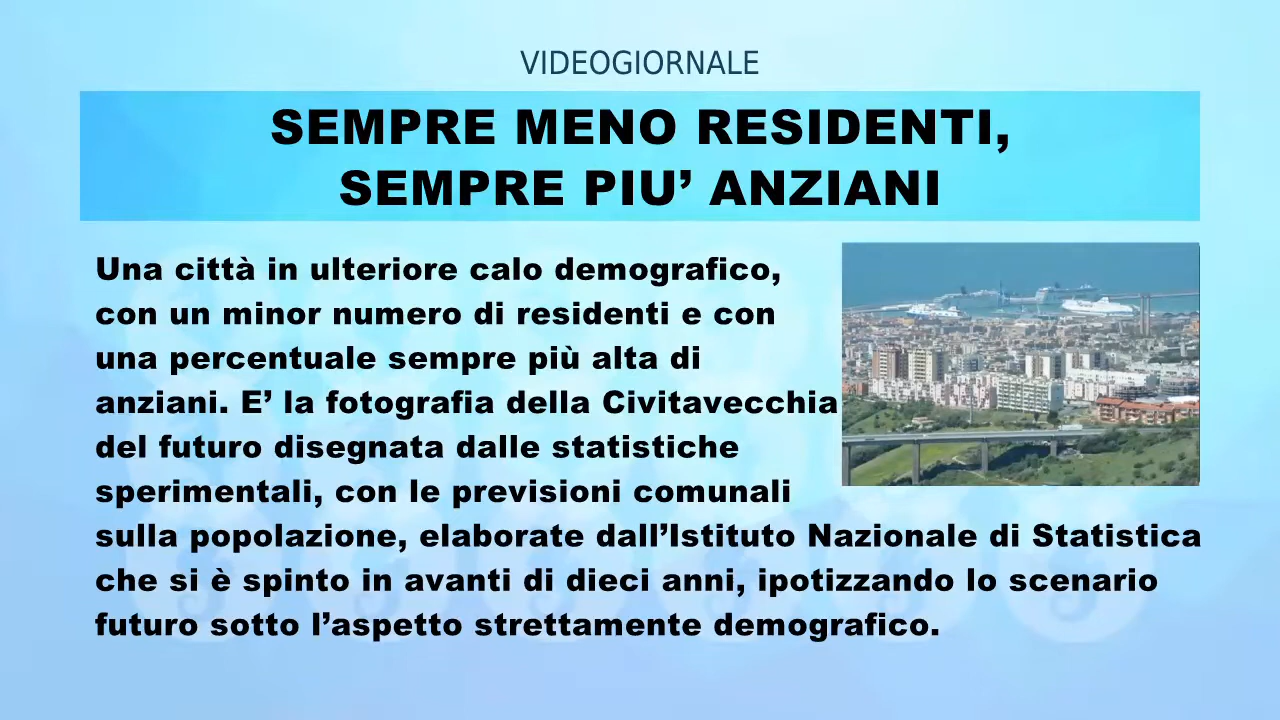 VIDEOGIORNALE
SEMPRE MENO RESIDENTI,
SEMPRE PIU’ ANZIANI
Una città in ulteriore calo demografico,
con un minor numero di residenti e con
una percentuale sempre più alta di
anziani. E’ la fotografia della Civitavecchia
del futuro disegnata dalle statistiche
sperimentali, con le previsioni comunali
sulla popolazione, elaborate dall’Istituto Nazionale di Statistica
che si è spinto in avanti di dieci anni, ipotizzando lo scenario
futuro sotto l’aspetto strettamente demografico.